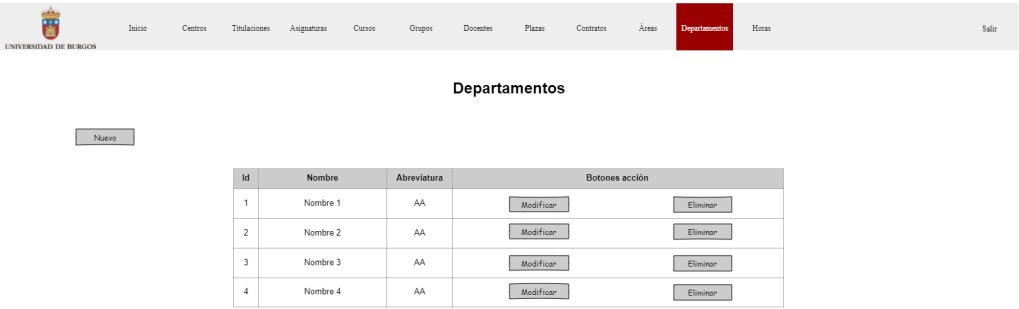 UNIVERSIDAD DE BURGOS
Inicio Centros Titulaciones Asignaturas Cursos Grupos Docentes Plazas Contratos Áreas Departamentos Horas Salir
Departamentos
Nuevo
Id Nombre Abreviatura Botones acción
1 Nombre 1 AA Modificar Eliminar
2 Nombre 2 AA Modificar Eliminar
3 Nombre 3 AA Modificar Eliminar
4 Nombre 4 AA Modificar Eliminar